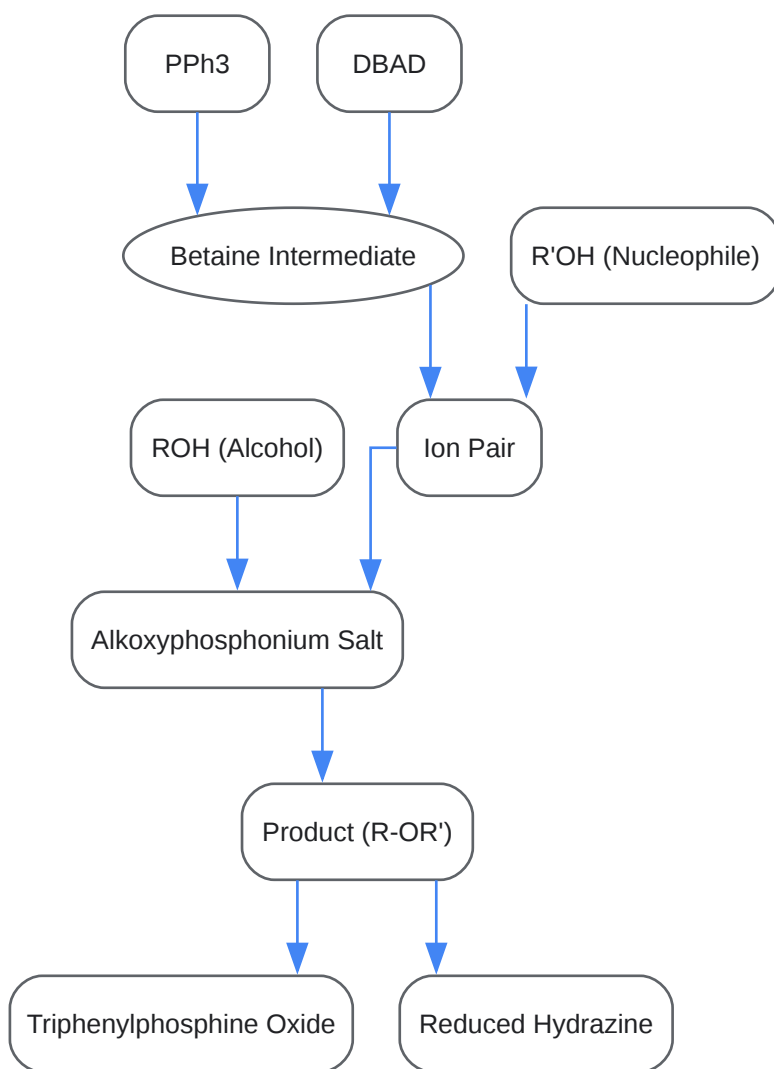 PPh3
DBAD
Betaine Intermediate
R'OH (Nucleophile)
ROH (Alcohol)
Ion Pair
Alkoxyphosphonium Salt
Product (R-OR')
Triphenylphosphine Oxide
Reduced Hydrazine